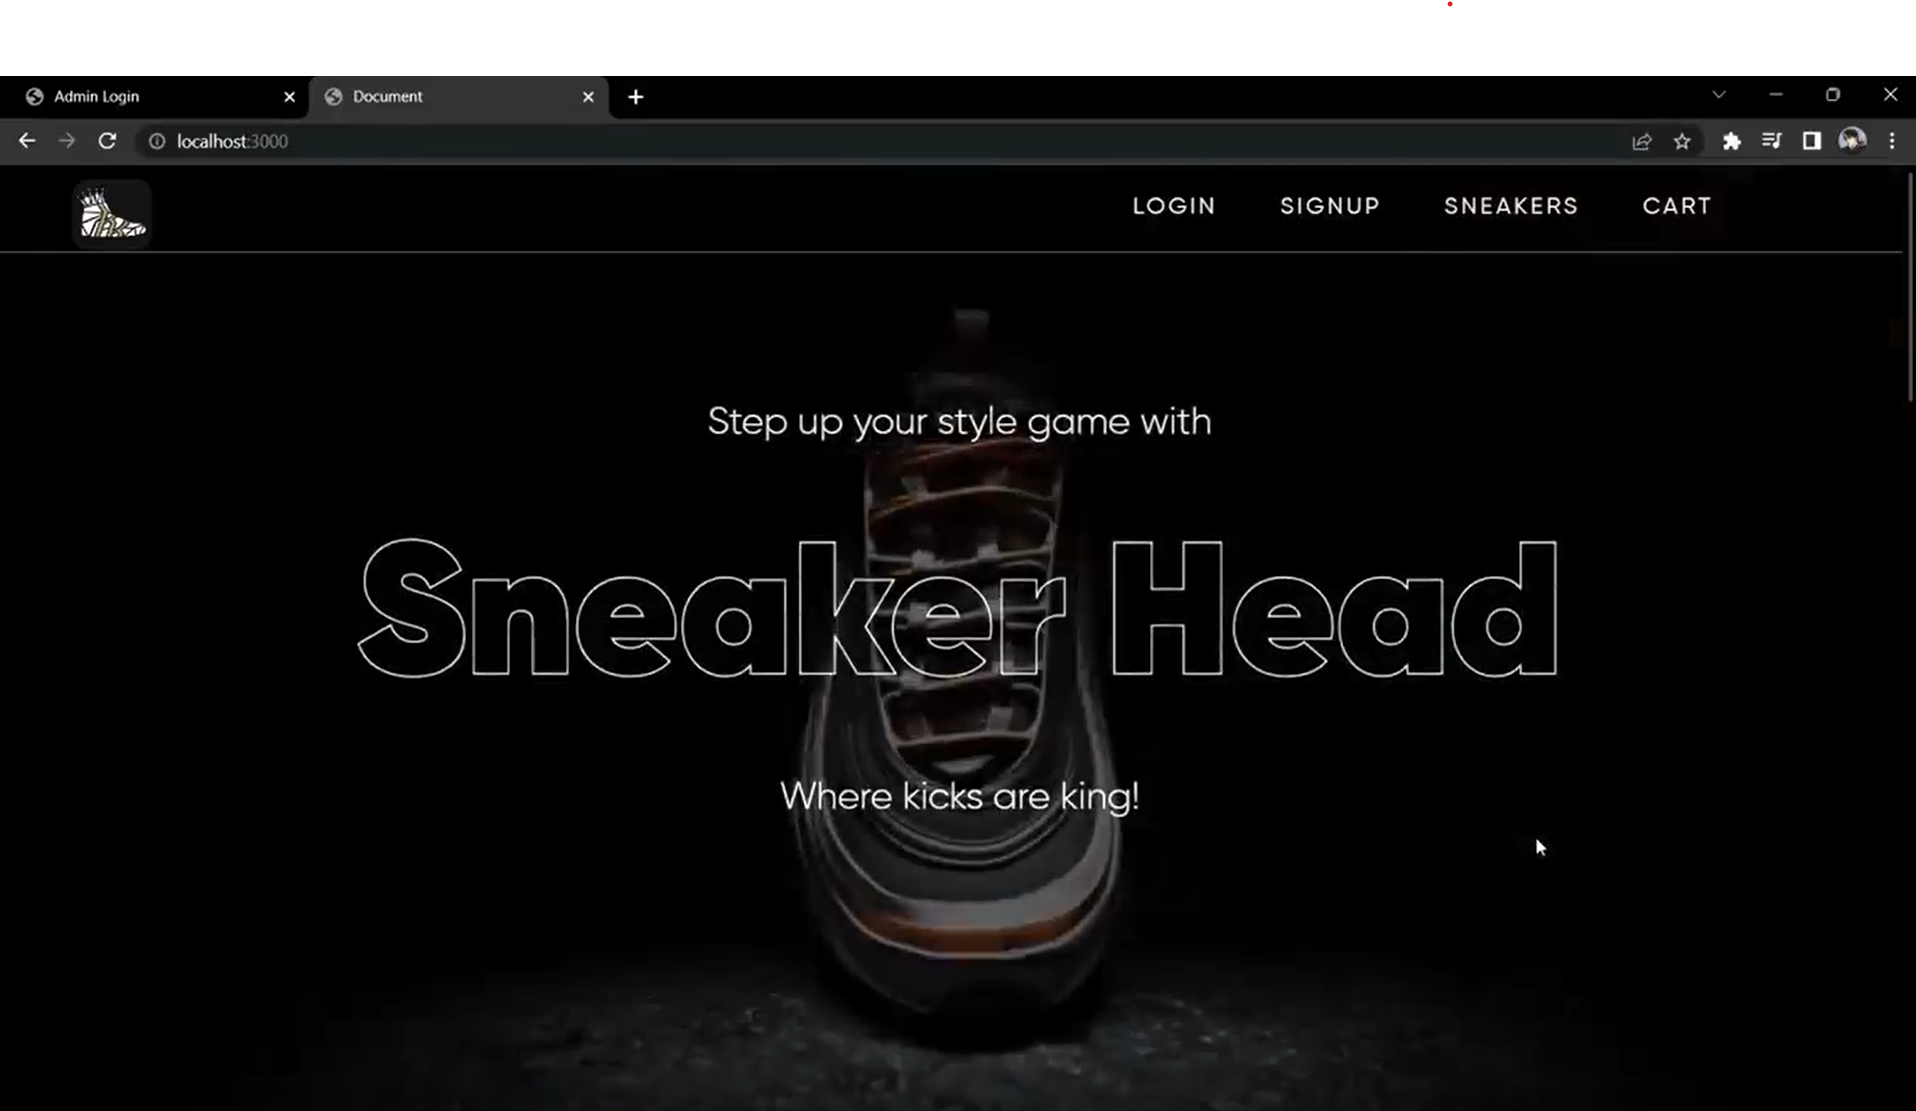 Admin Login
Document
localhost:3000
LOGIN SIGNUP SNEAKERS CART
Step up your style game with
Sneaker Head
Where kicks are king!